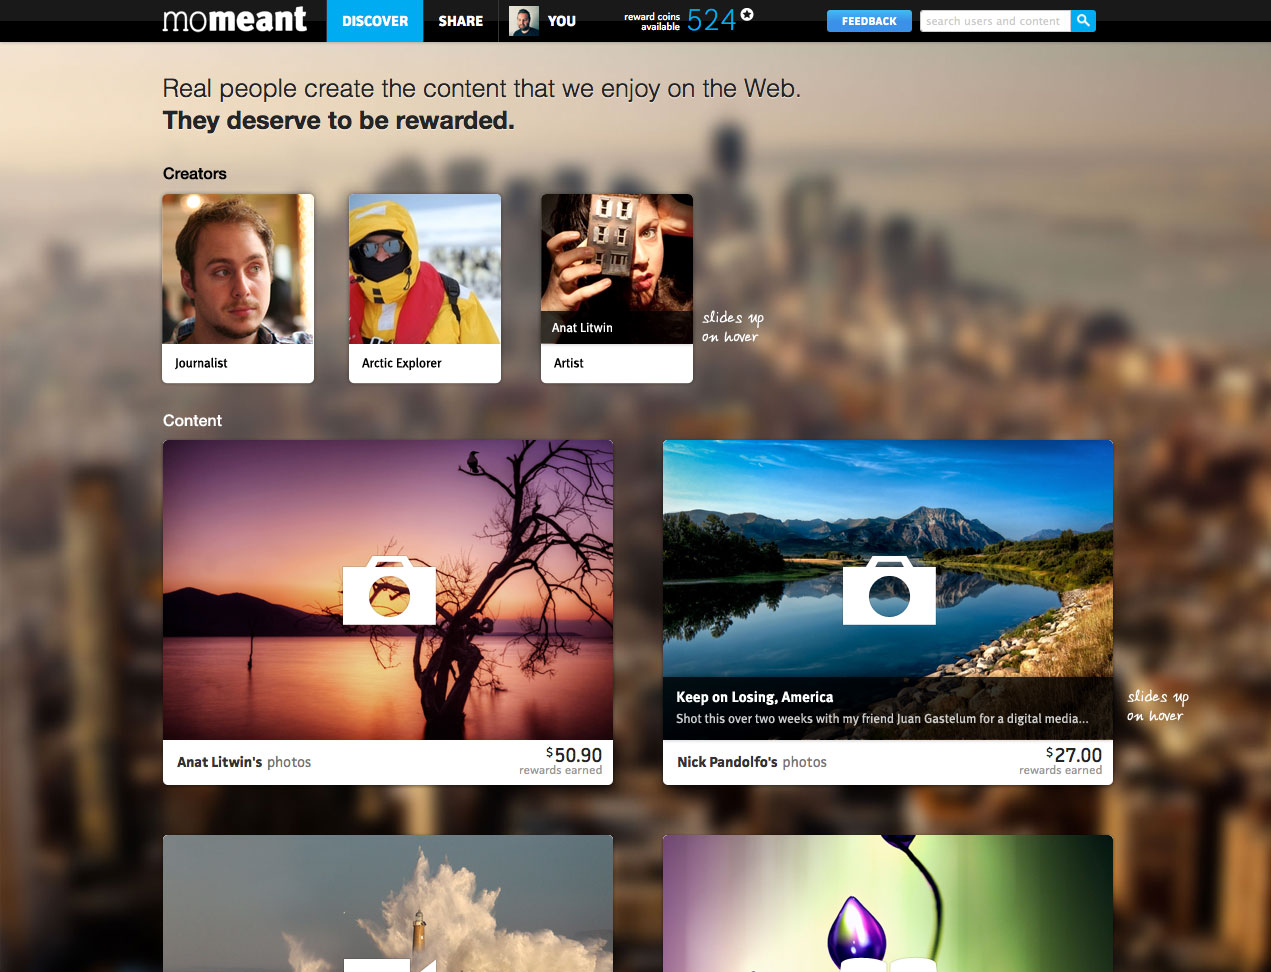 momeant
DISCOVER
SHARE
YOU
reward coins
available
524
FEEDBACK
search users and content
Real people create the content that we enjoy on the Web.
They deserve to be rewarded.
Creators
Anat Litwin
Journalist
Arctic Explorer
Artist
slides up
on hover
Content
Keep on Losing, America
Shot this over two weeks with my friend Juan Gastelum for a digital media...
slides up
on hover
Anat Litwin's photos
$50.90
rewards earned
Nick Pandolfo's photos
$27.00
rewards earned